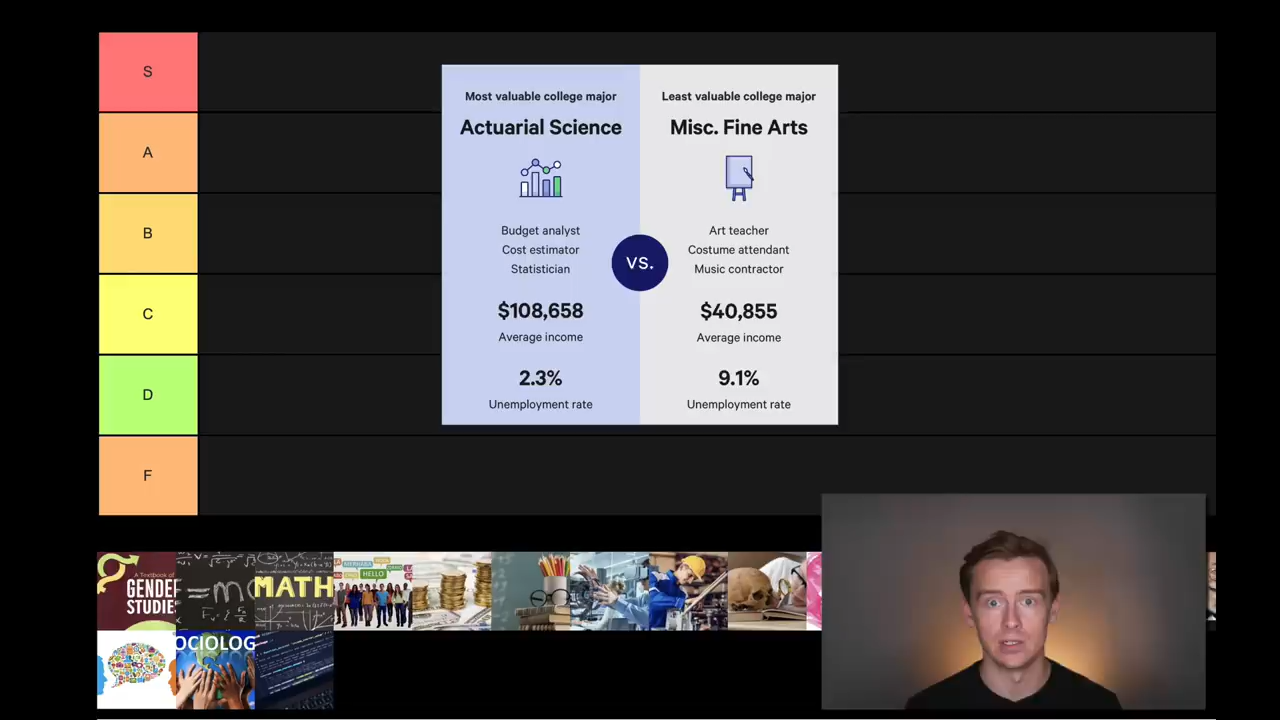 S
A
B
C
D
F
Most valuable college major
Actuarial Science
Budget analyst
Cost estimator
Statistician
$108,658
Average income
2.3%
Unemployment rate
vs.
Least valuable college major
Misc. Fine Arts
Art teacher
Costume attendant
Music contractor
$40,855
Average income
9.1%
Unemployment rate
A Textbook of
GENDER
STUDIES
MATH
HELLO
OCIOLOG